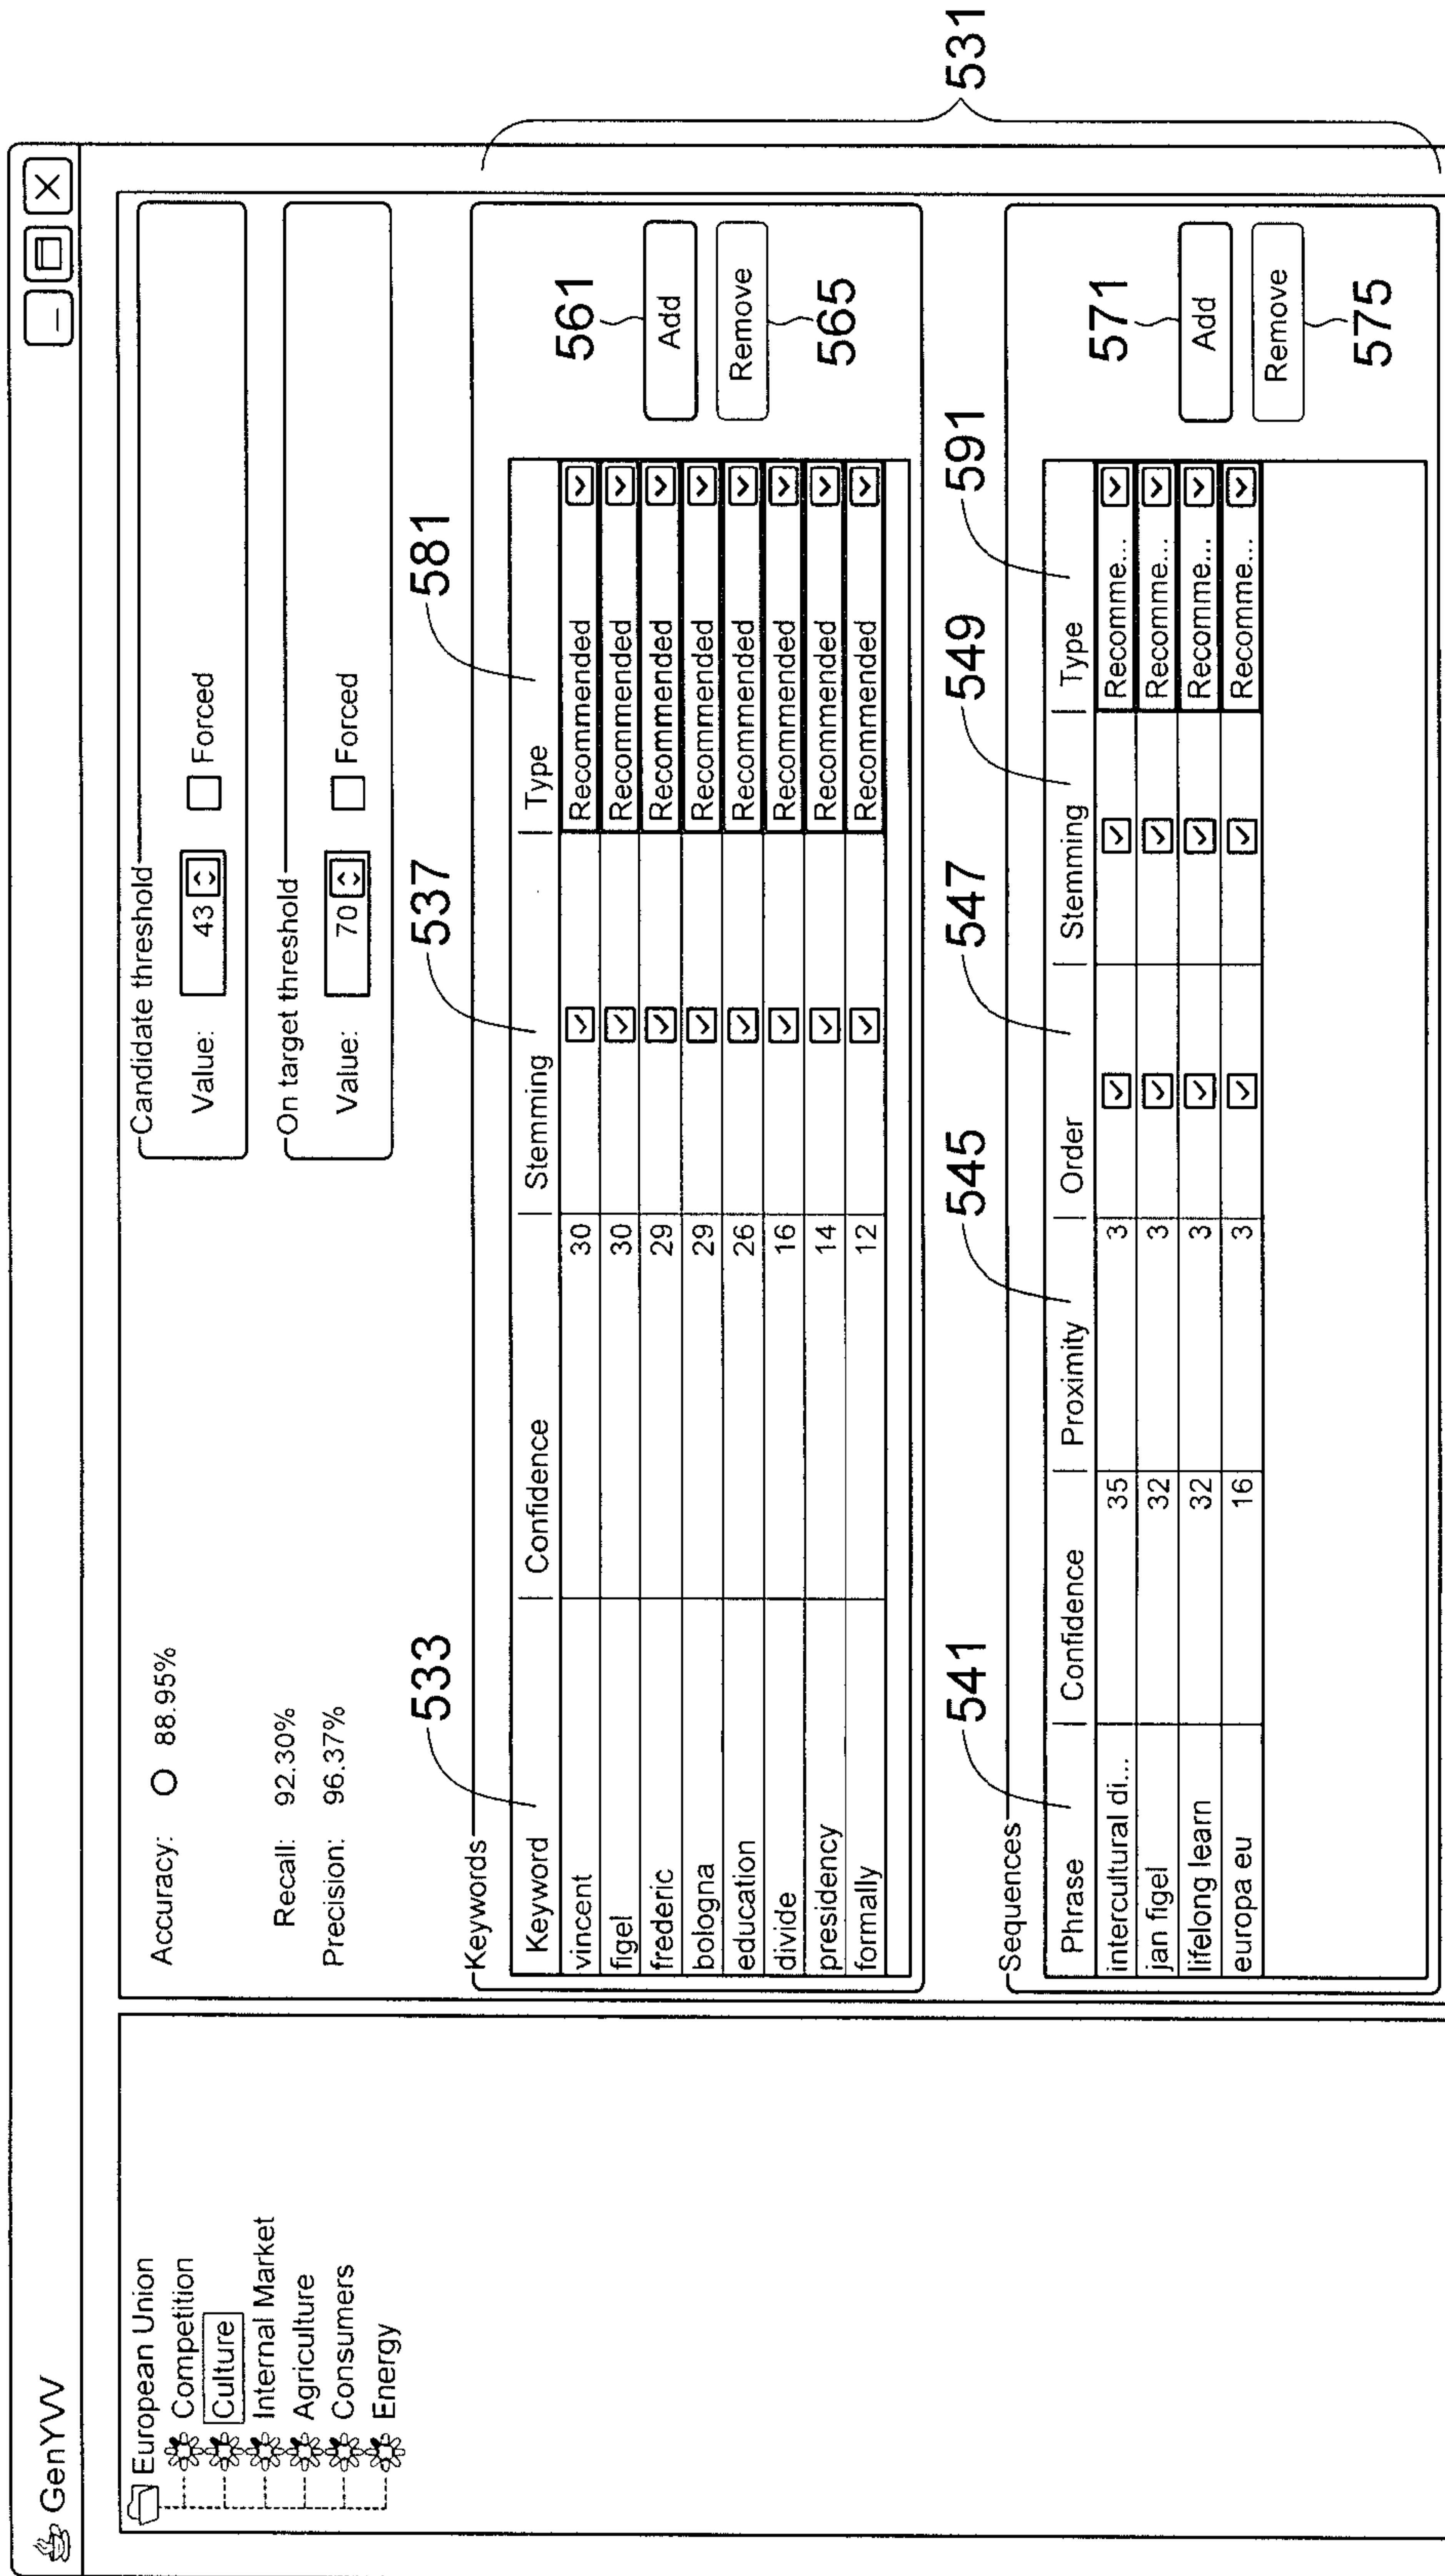 GenYVV
European Union
Competition
Culture
Internal Market
Agriculture
Consumers
Energy
Accuracy: 88.95%
Recall: 92.30%
Precision: 96.37%
Candidate threshold
Value: 43 Forced
On target threshold
Value: 70 Forced
533 537 581
Keywords
Keyword Confidence Stemming Type
vincent 30 Recommended
figel 30 Recommended
frederic 29 Recommended
bologna 29 Recommended
education 26 Recommended
divide 16 Recommended
presidency 14 Recommended
formally 12 Recommended
561
Add
Remove
565
531
541 545 547 549 591
Sequences
Phrase Confidence Proximity Order Stemming Type
intercultural di... 35 3 Recomme...
jan figel 32 3 Recomme...
lifelong learn 32 3 Recomme...
europa eu 16 3 Recomme...
571
Add
Remove
575